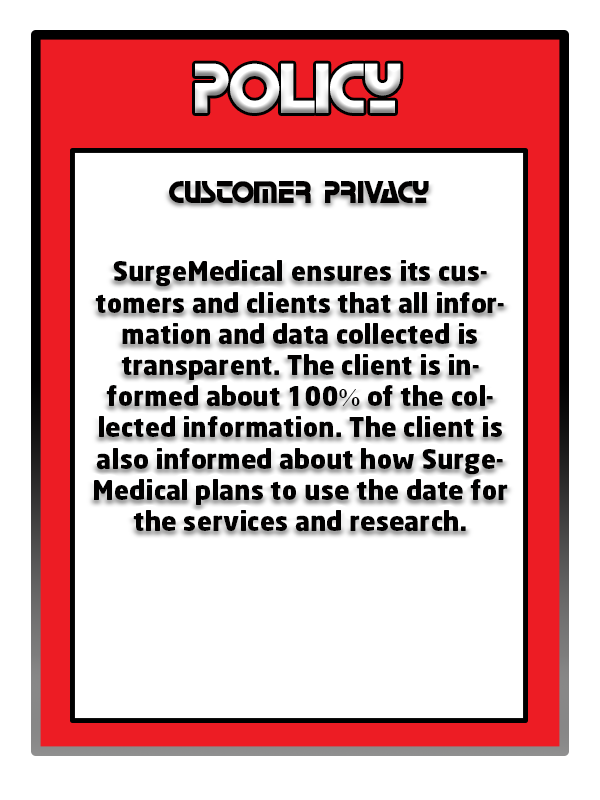 POLICY
CUSTOMER PRIVACY
SurgeMedical ensures its cus-
tomers and clients that all infor-
mation and data collected is
transparent. The client is in-
formed about 100% of the col-
lected information. The client is
also informed about how Surge-
Medical plans to use the date for
the services and research.